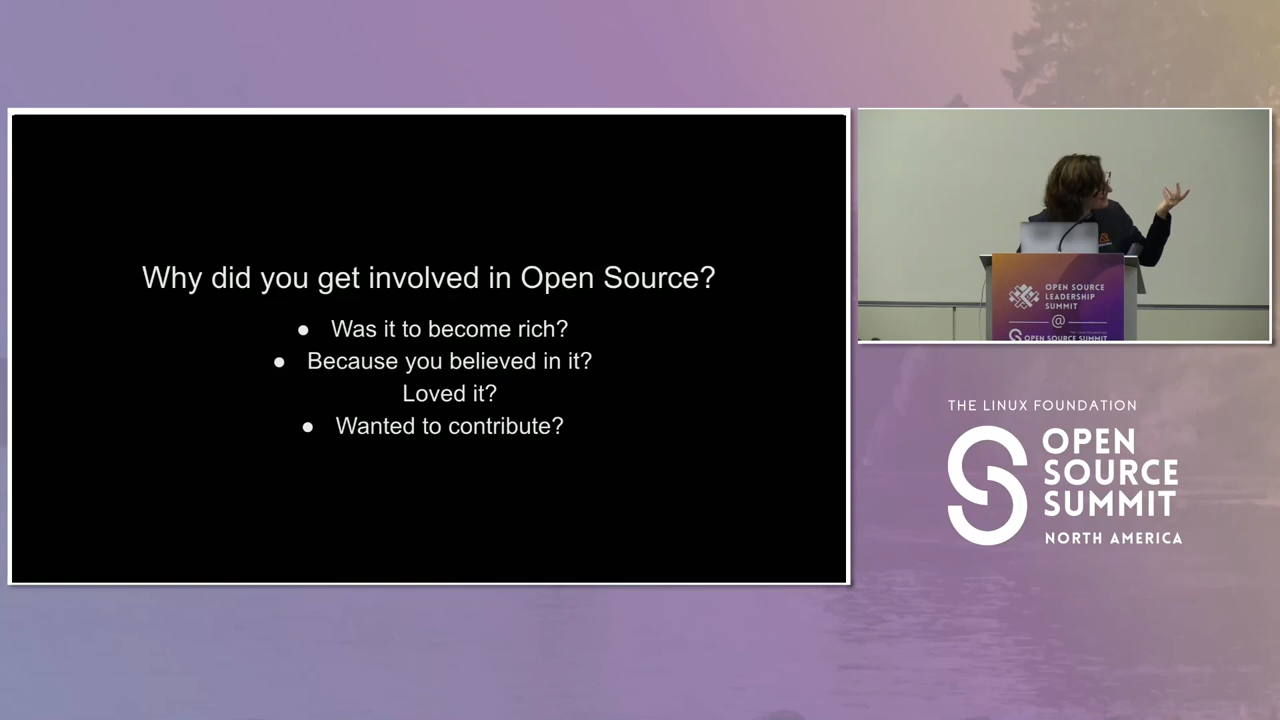 Why did you get involved in Open Source?
● Was it to become rich?
● Because you believed in it?
Loved it?
● Wanted to contribute?
OPEN SOURCE
LEADERSHIP
SUMMIT
@
OPEN SOURCE SUMMIT
THE LINUX FOUNDATION
OPEN
SOURCE
SUMMIT
NORTH AMERICA